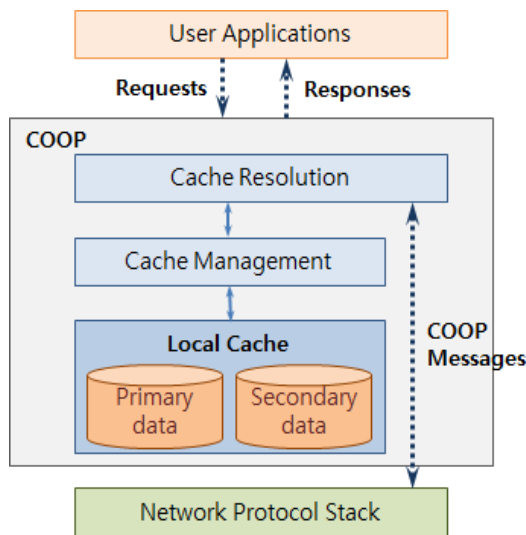 User Applications
Requests
Responses
COOP
Cache Resolution
Cache Management
Local Cache
Primary
data
Secondary
data
COOP
Messages
Network Protocol Stack